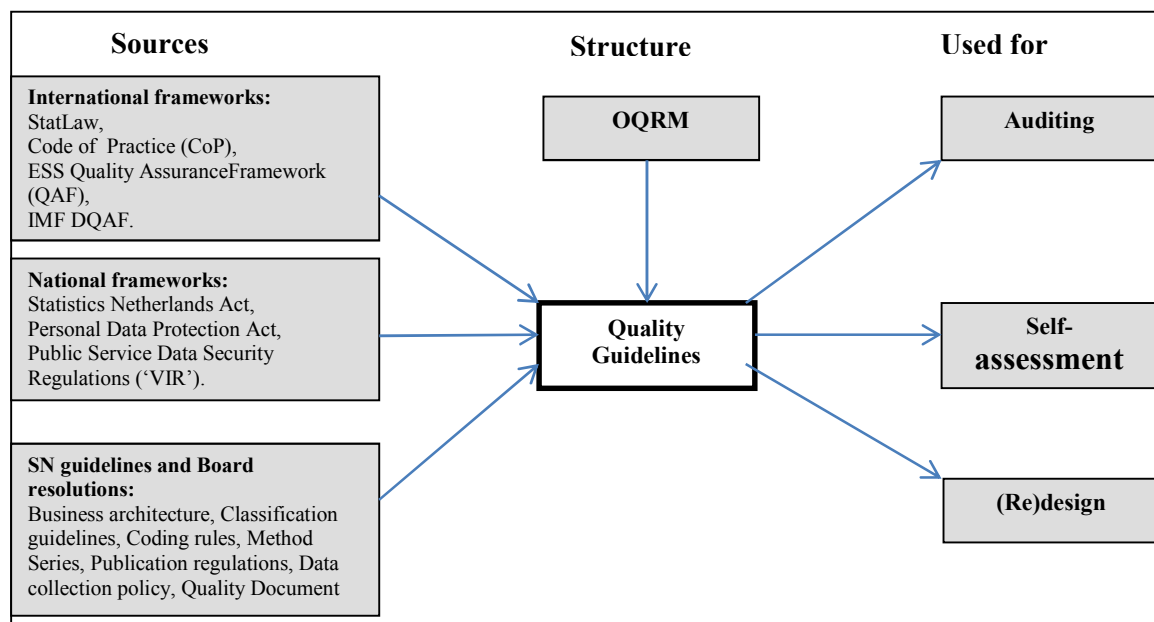 Sources
Structure
Used for
International frameworks:
StatLaw,
Code of Practice (CoP),
ESS Quality AssuranceFramework
(QAF),
IMF DQAF.
National frameworks:
Statistics Netherlands Act,
Personal Data Protection Act,
Public Service Data Security
Regulations (‘VIR’).
SN guidelines and Board
resolutions:
Business architecture, Classification
guidelines, Coding rules, Method
Series, Publication regulations, Data
collection policy, Quality Document
OQRM
Quality
Guidelines
Auditing
Self-
assessment
(Re)design